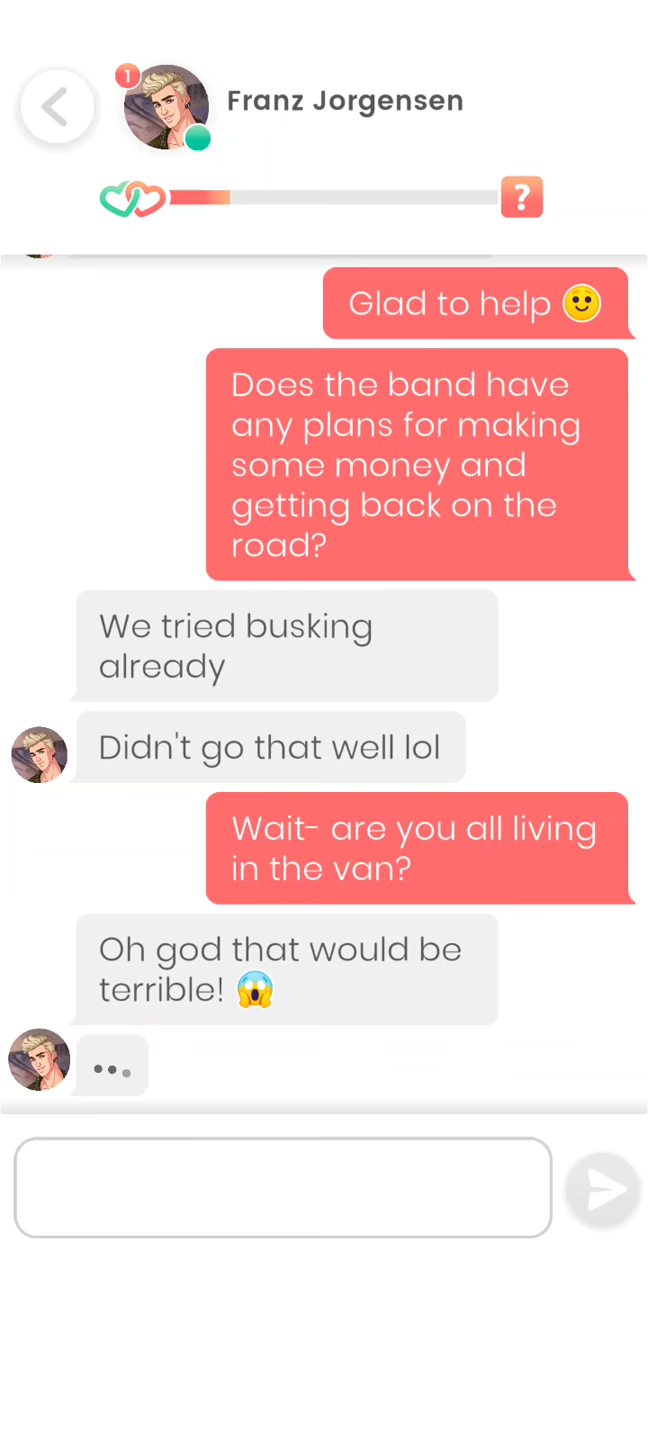 1
Franz Jorgensen
?
Glad to help 🙂
Does the band have
any plans for making
some money and
getting back on the
road?
We tried busking
already
Didn't go that well lol
Wait- are you all living
in the van?
Oh god that would be
terrible! 😱
...